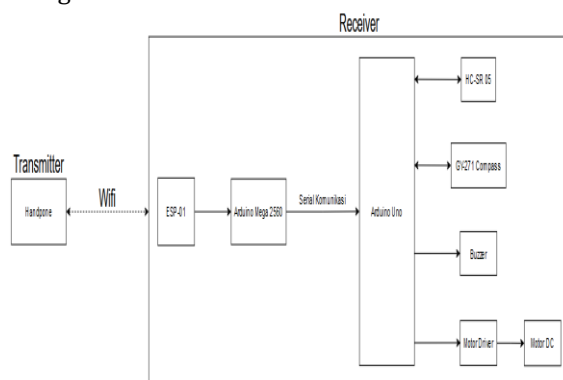 Receiver
HC-SR 05
Transmitter
Wifi
GY-271 Compass
Handpone
ESP-01
Arduino Mega 2560
Serial Komunikasi
Arduino Uno
Buzzer
Motor Driver
Motor DC